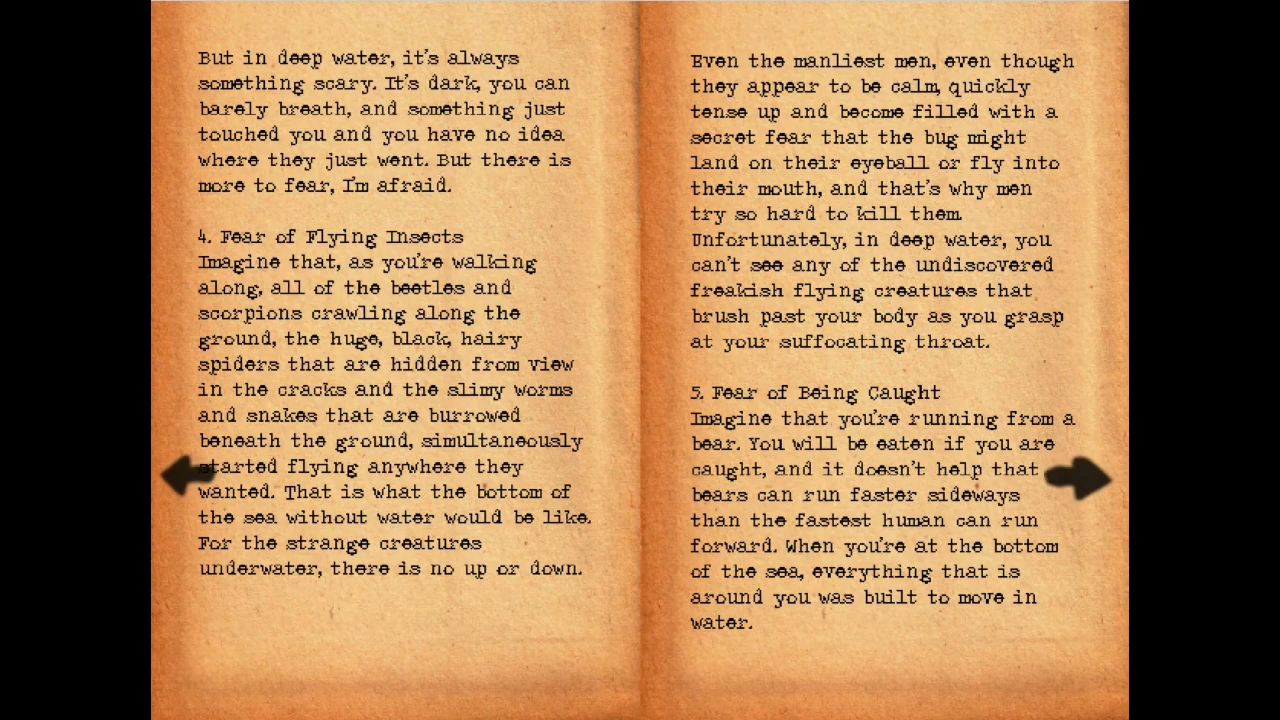 But in deep water, it's always
something scary. It's dark, you can
barely breath, and something just
touched you and you have no idea
where they just went. But there is
more to fear, I'm afraid.
4. Fear of Flying Insects
Imagine that, as you're walking
along, all of the beetles and
scorpions crawling along the
ground, the huge, black, hairy
spiders that are hidden from view
in the cracks and the slimy worms
and snakes that are burrowed
beneath the ground, simultaneously
started flying anywhere they
wanted. That is what the bottom of
the sea without water would be like.
For the strange creatures
underwater, there is no up or down.
Even the manliest men, even though
they appear to be calm, quickly
tense up and become filled with a
secret fear that the bug might
land on their eyeball or fly into
their mouth, and that's why men
try so hard to kill them.
Unfortunately, in deep water, you
can't see any of the undiscovered
freakish flying creatures that
brush past your body as you grasp
at your suffocating throat.
5. Fear of Being Caught
Imagine that you're running from a
bear. You will be eaten if you are
caught, and it doesn't help that
bears can run faster sideways
than the fastest human can run
forward. When you're at the bottom
of the sea, everything that is
around you was built to move in
water.